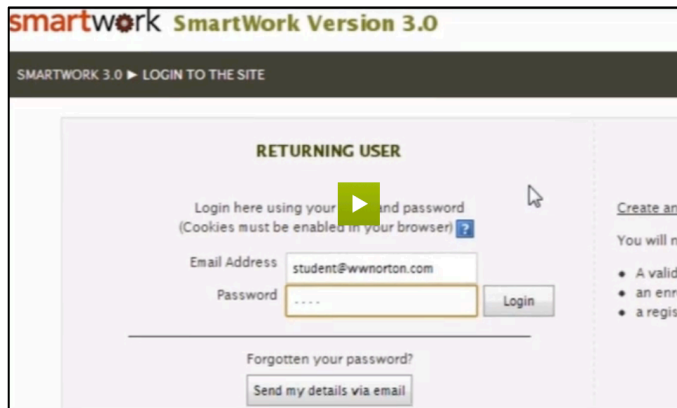 smartwork SmartWork Version 3.0
SMARTWORK 3.0 ► LOGIN TO THE SITE
RETURNING USER
Login here using your and password
(Cookies must be enabled in your browser) ?
Email Address student@wwnorton.com
Password .... Login
Forgotten your password?
Send my details via email
Create an
You will n
• A valid
• an enr
• a regis